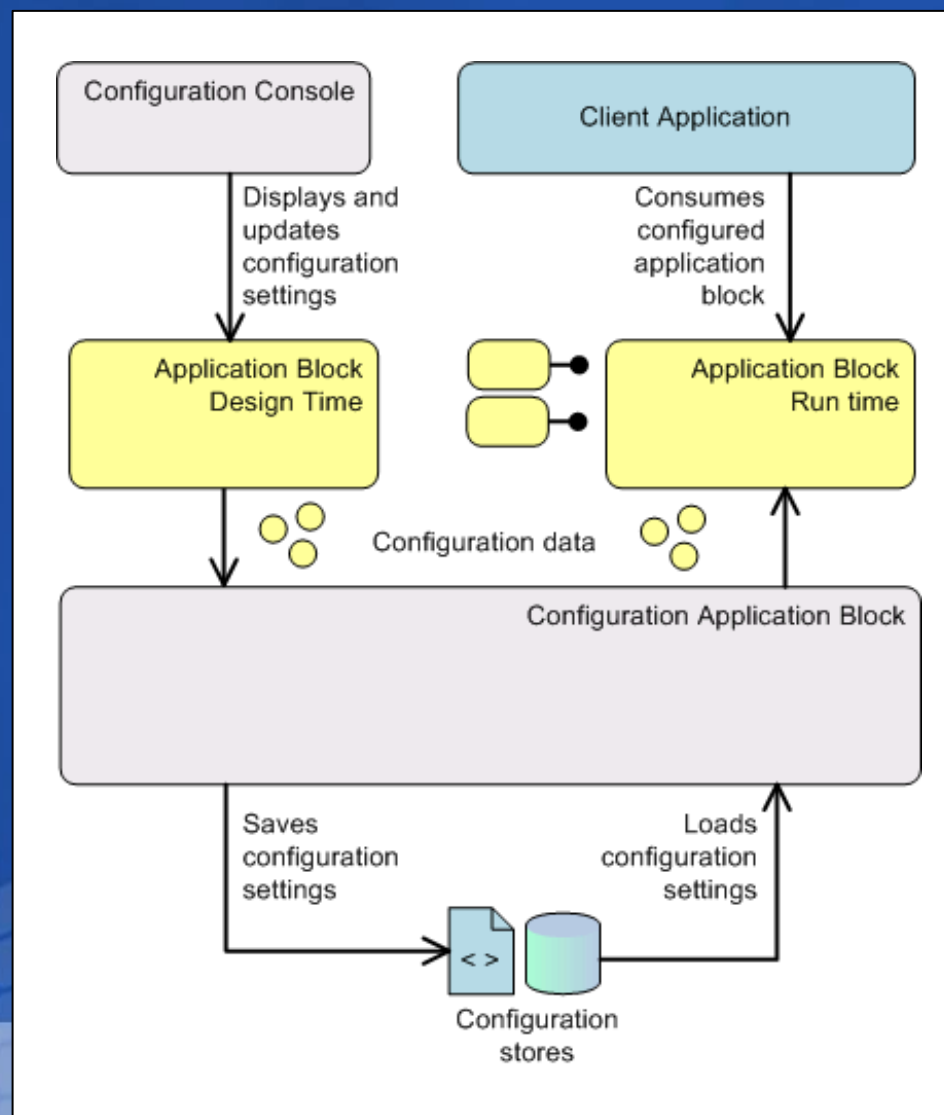 Configuration Console
Client Application
Displays and
updates
configuration
settings
Consumes
configured
application
block
Application Block
Design Time
Application Block
Run time
Configuration data
Configuration Application Block
Saves
configuration
settings
Loads
configuration
settings
< >
Configuration
stores